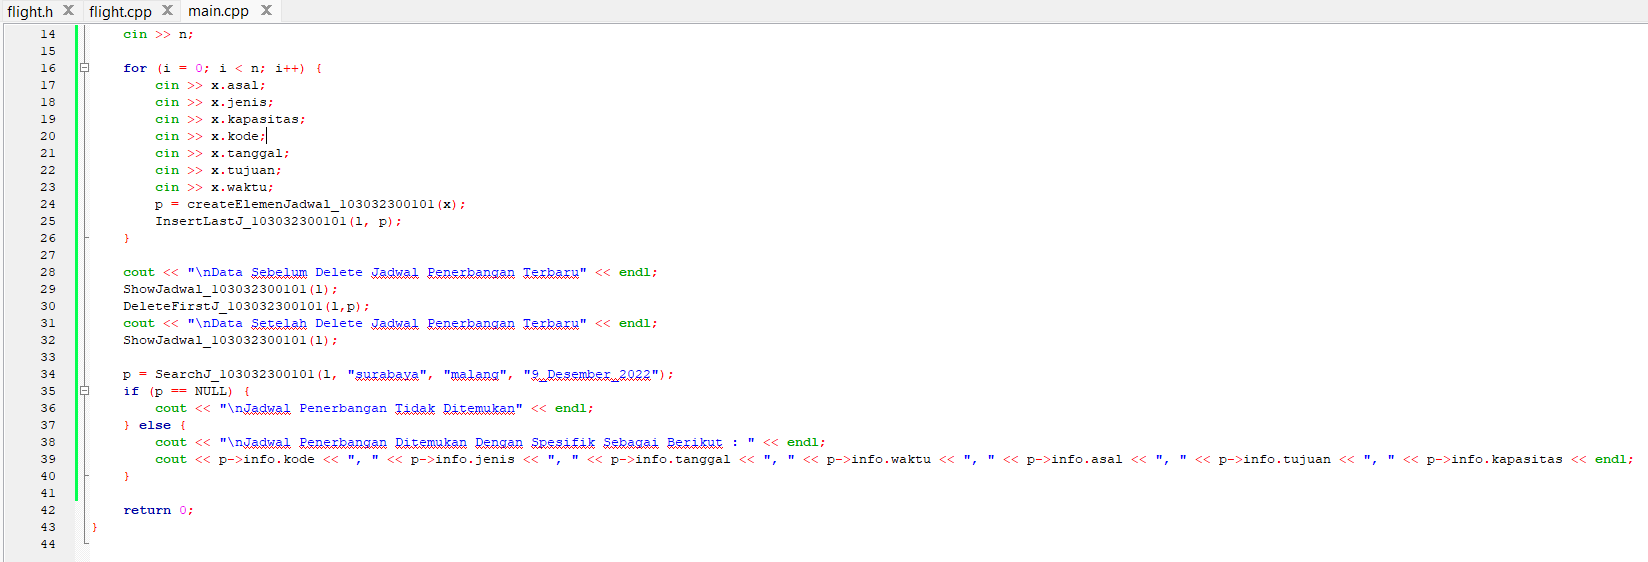 flight.h X flight.cpp X main.cpp X
14 cin >> n;
15
16 for (i = 0; i < n; i++) {
17 cin >> x.asal;
18 cin >> x.jenis;
19 cin >> x.kapasitas;
20 cin >> x.kode;
21 cin >> x.tanggal;
22 cin >> x.tujuan;
23 cin >> x.waktu;
24 p = createElemenJadwal_103032300101(x);
25 InsertLastJ_103032300101(l, p);
26 }
27
28 cout << "\nData Sebelum Delete Jadwal Penerbangan Terbaru" << endl;
29 ShowJadwal_103032300101(l);
30 DeleteFirstJ_103032300101(l,p);
31 cout << "\nData Setelah Delete Jadwal Penerbangan Terbaru" << endl;
32 ShowJadwal_103032300101(l);
33
34 p = SearchJ_103032300101(l, "surabaya", "malang", "9_Desember_2022");
35 if (p == NULL) {
36 cout << "\nJadwal Penerbangan Tidak Ditemukan" << endl;
37 } else {
38 cout << "\nJadwal Penerbangan Ditemukan Dengan Spesifik Sebagai Berikut : " << endl;
39 cout << p->info.kode << ", " << p->info.jenis << ", " << p->info.tanggal << ", " << p->info.waktu << ", " << p->info.asal << ", " << p->info.tujuan << ", " << p->info.kapasitas << endl;
40 }
41
42 return 0;
43 }
44